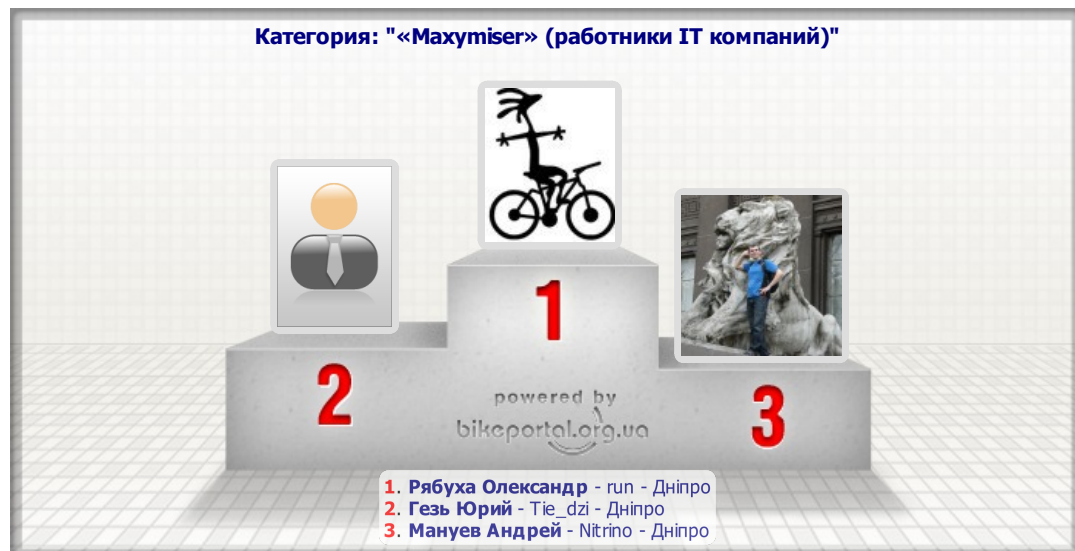 Категория: "«Maxymiser» (работники IT компаний)"
1
2
3
powered by
bikeportal.org.ua
1. Рябуха Олександр - run - Дніпро
2. Гезь Юрий - Tie_dzi - Дніпро
3. Мануев Андрей - Nitrino - Дніпро